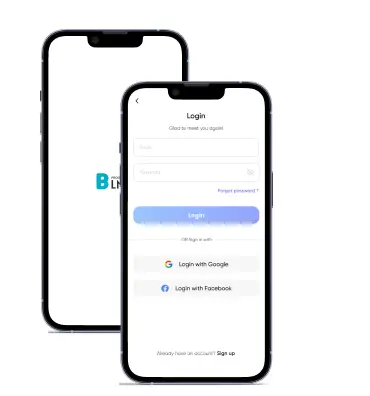 B
LN
Login
Glad to meet you again!
Email
Password
Forgot password ?
Login
OR Sign in with
Login with Google
Login with Facebook
Already have an account? Sign up